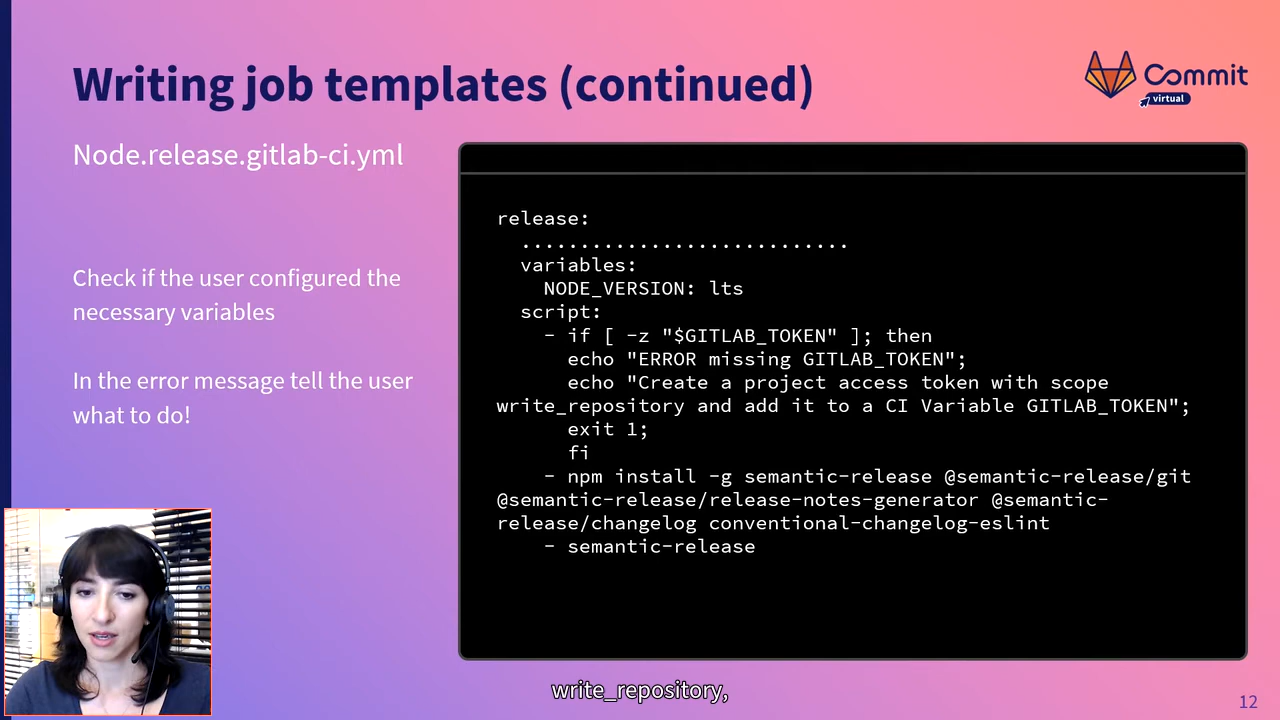 Writing job templates (continued)
Commit
virtual
Node.release.gitlab-ci.yml
Check if the user configured the
necessary variables
In the error message tell the user
what to do!
release:
  ............................
  variables:
    NODE_VERSION: lts
  script:
    - if [ -z "$GITLAB_TOKEN" ]; then
      echo "ERROR missing GITLAB_TOKEN";
      echo "Create a project access token with scope
write_repository and add it to a CI Variable GITLAB_TOKEN";
      exit 1;
      fi
    - npm install -g semantic-release @semantic-release/git
@semantic-release/release-notes-generator @semantic-
release/changelog conventional-changelog-eslint
    - semantic-release
write_repository,
12